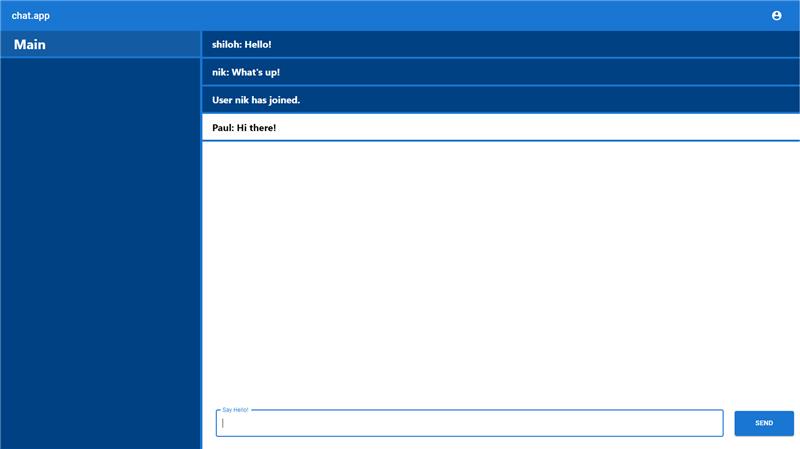 chat.app
Main
shiloh: Hello!
nik: What's up!
User nik has joined.
Paul: Hi there!
Say Hello!
SEND